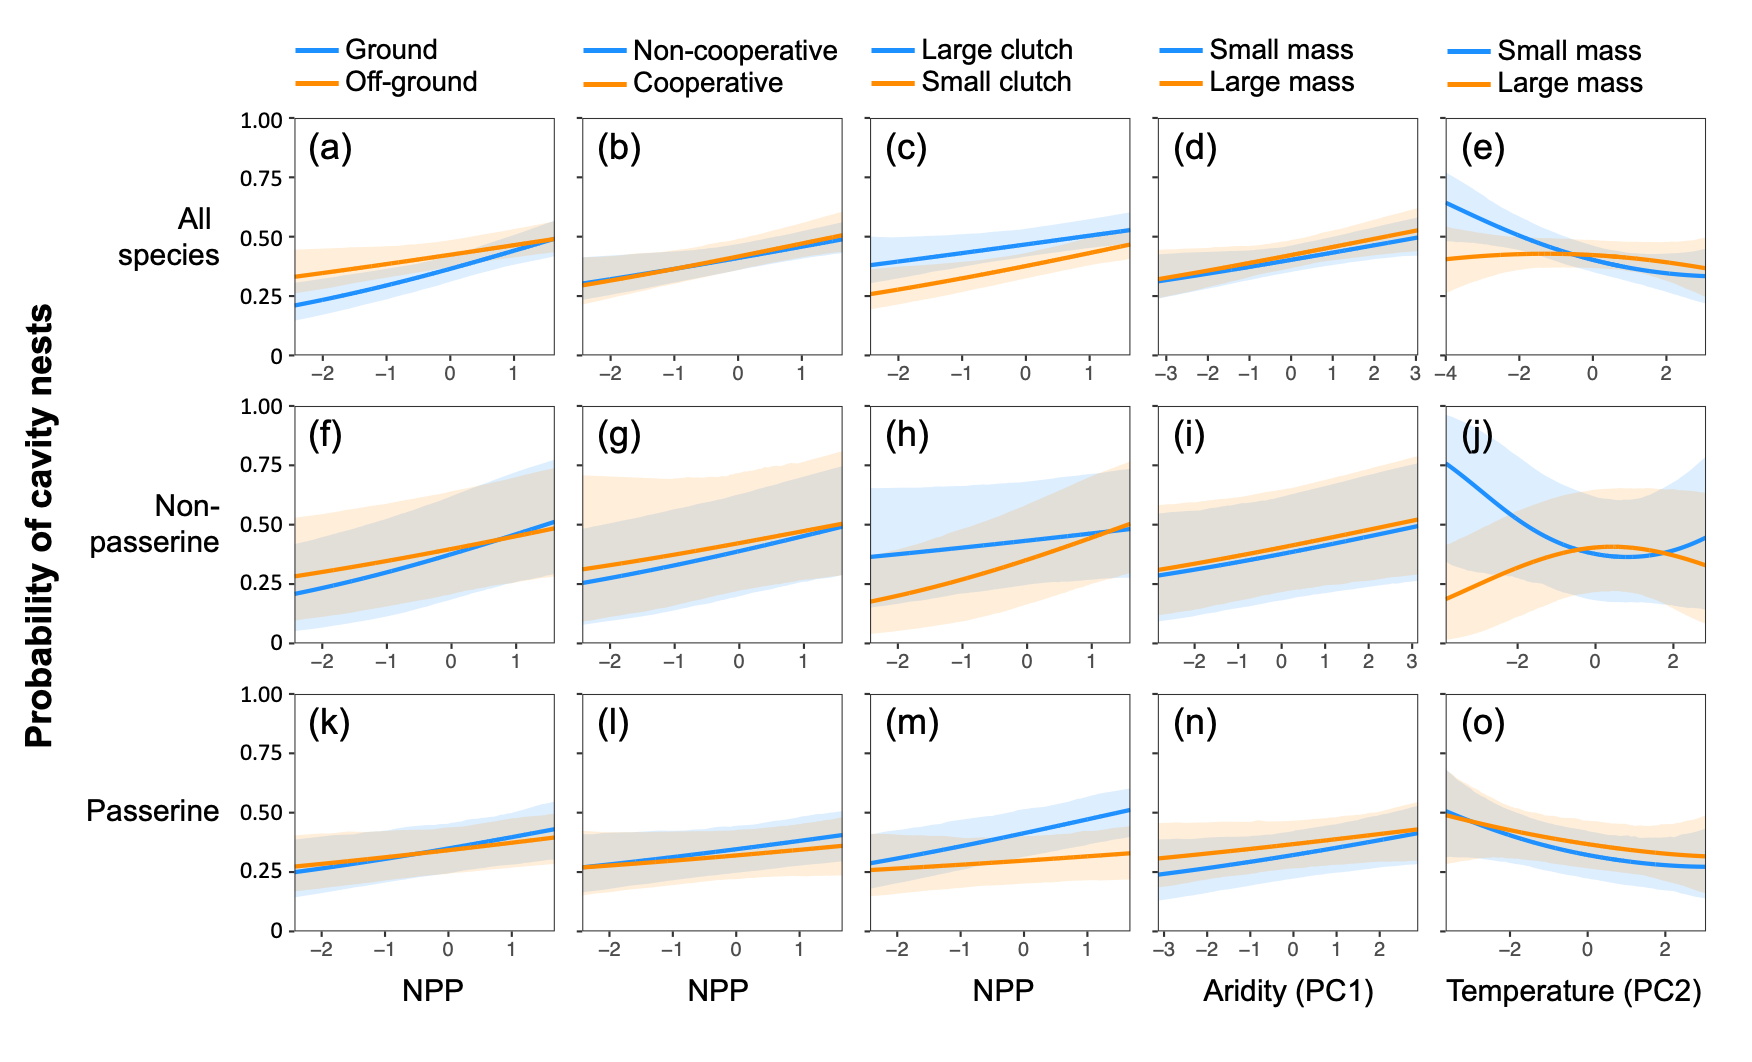 Ground
Off-ground
Non-cooperative
Cooperative
Large clutch
Small clutch
Small mass
Large mass
Small mass
Large mass
Probability of cavity nests
All
species
1.00
0.75
0.50
0.25
0
(a)
−2 −1 0 1
(b)
−2 −1 0 1
(c)
−2 −1 0 1
(d)
−3 −2 −1 0 1 2 3
(e)
−4 −2 0 2
Non-
passerine
1.00
0.75
0.50
0.25
0
(f)
−2 −1 0 1
(g)
−2 −1 0 1
(h)
−2 −1 0 1
(i)
−2 −1 0 1 2 3
(j)
−2 0 2
Passerine
1.00
0.75
0.50
0.25
0
(k)
−2 −1 0 1
(l)
−2 −1 0 1
(m)
−2 −1 0 1
(n)
−3 −2 −1 0 1 2
(o)
−2 0 2
NPP
NPP
NPP
Aridity (PC1)
Temperature (PC2)